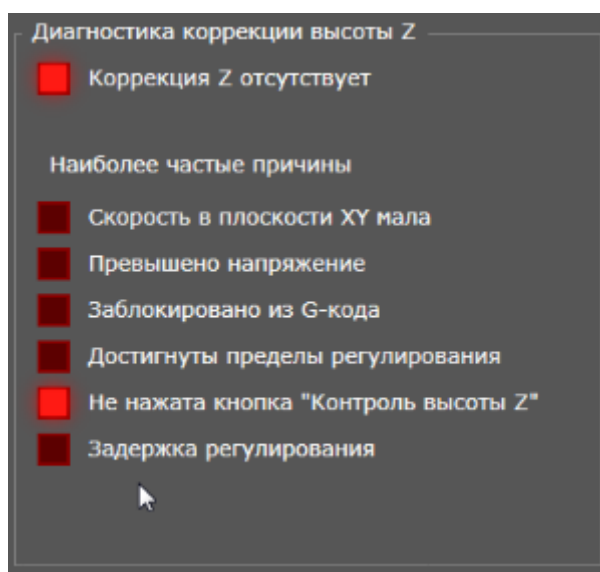 Диагностика коррекции высоты Z
Коррекция Z отсутствует
Наиболее частые причины
Скорость в плоскости XY мала
Превышено напряжение
Заблокировано из G-кода
Достигнуты пределы регулирования
Не нажата кнопка "Контроль высоты Z"
Задержка регулирования